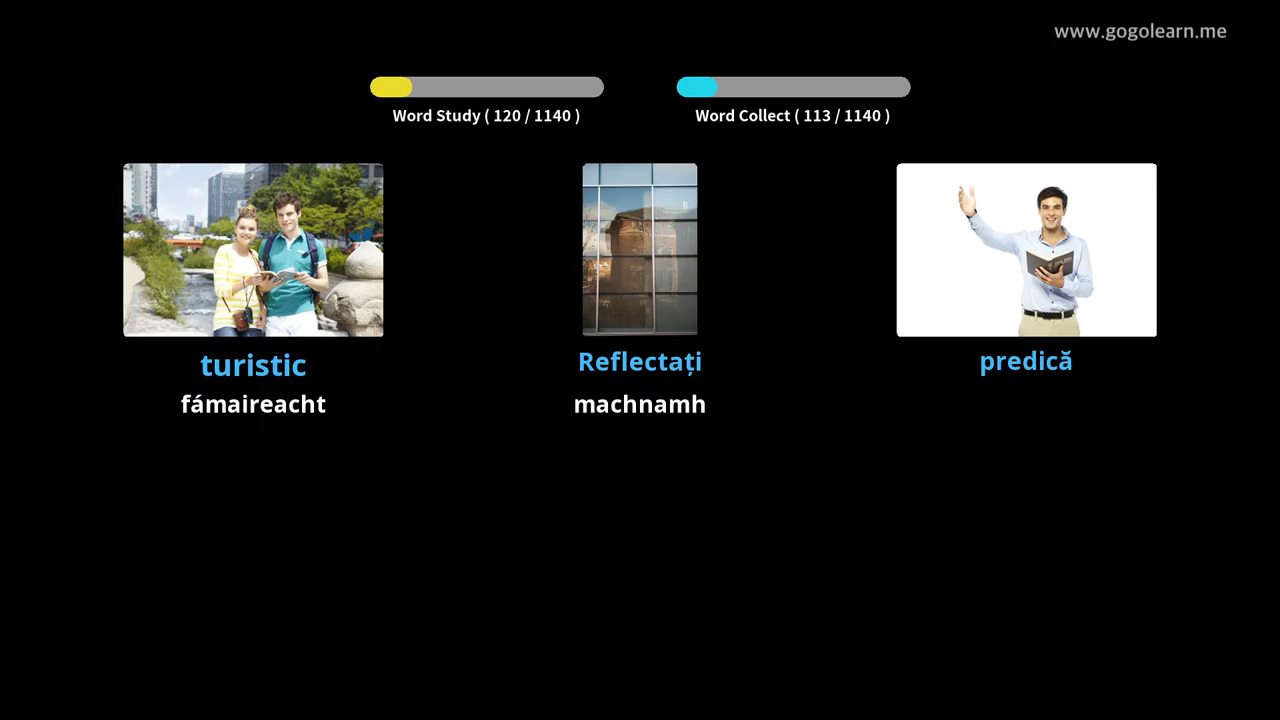 www.gogolearn.me
Word Study ( 120 / 1140 )
Word Collect ( 113 / 1140 )
turistic
Reflectați
predică
fámaireacht
machnamh